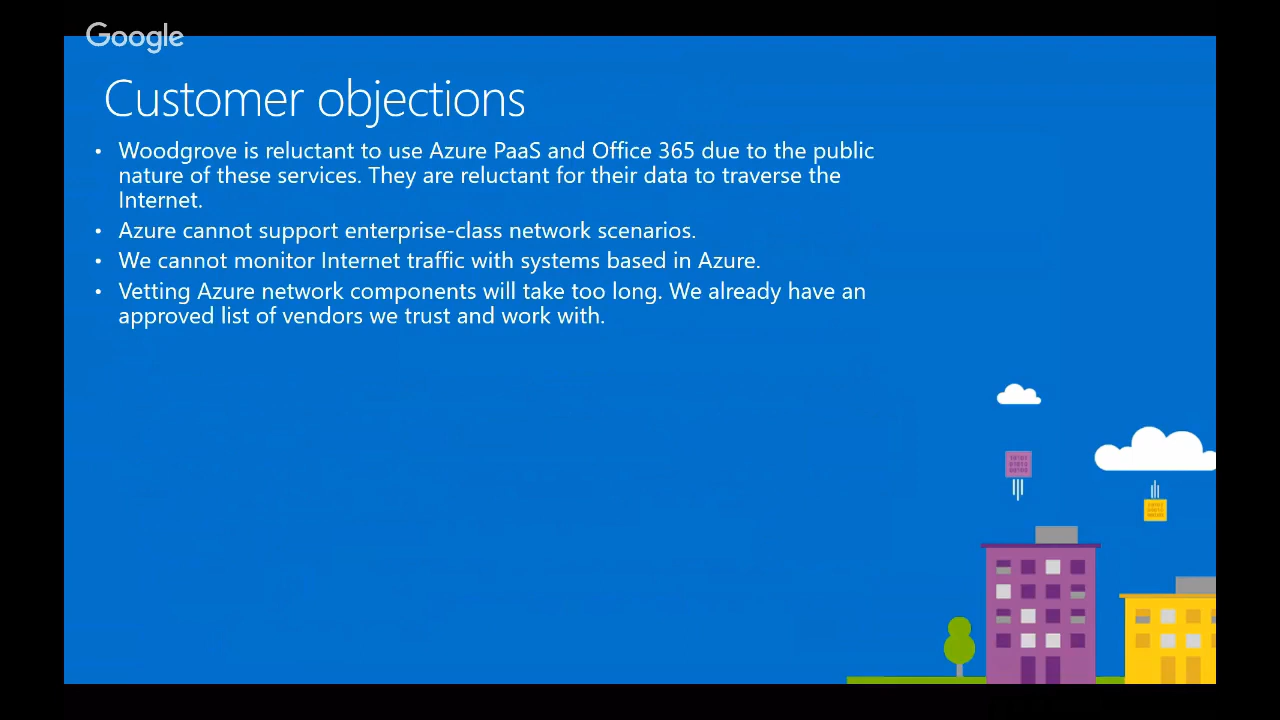 Google
Customer objections
• Woodgrove is reluctant to use Azure PaaS and Office 365 due to the public
nature of these services. They are reluctant for their data to traverse the
Internet.
• Azure cannot support enterprise-class network scenarios.
• We cannot monitor Internet traffic with systems based in Azure.
• Vetting Azure network components will take too long. We already have an
approved list of vendors we trust and work with.